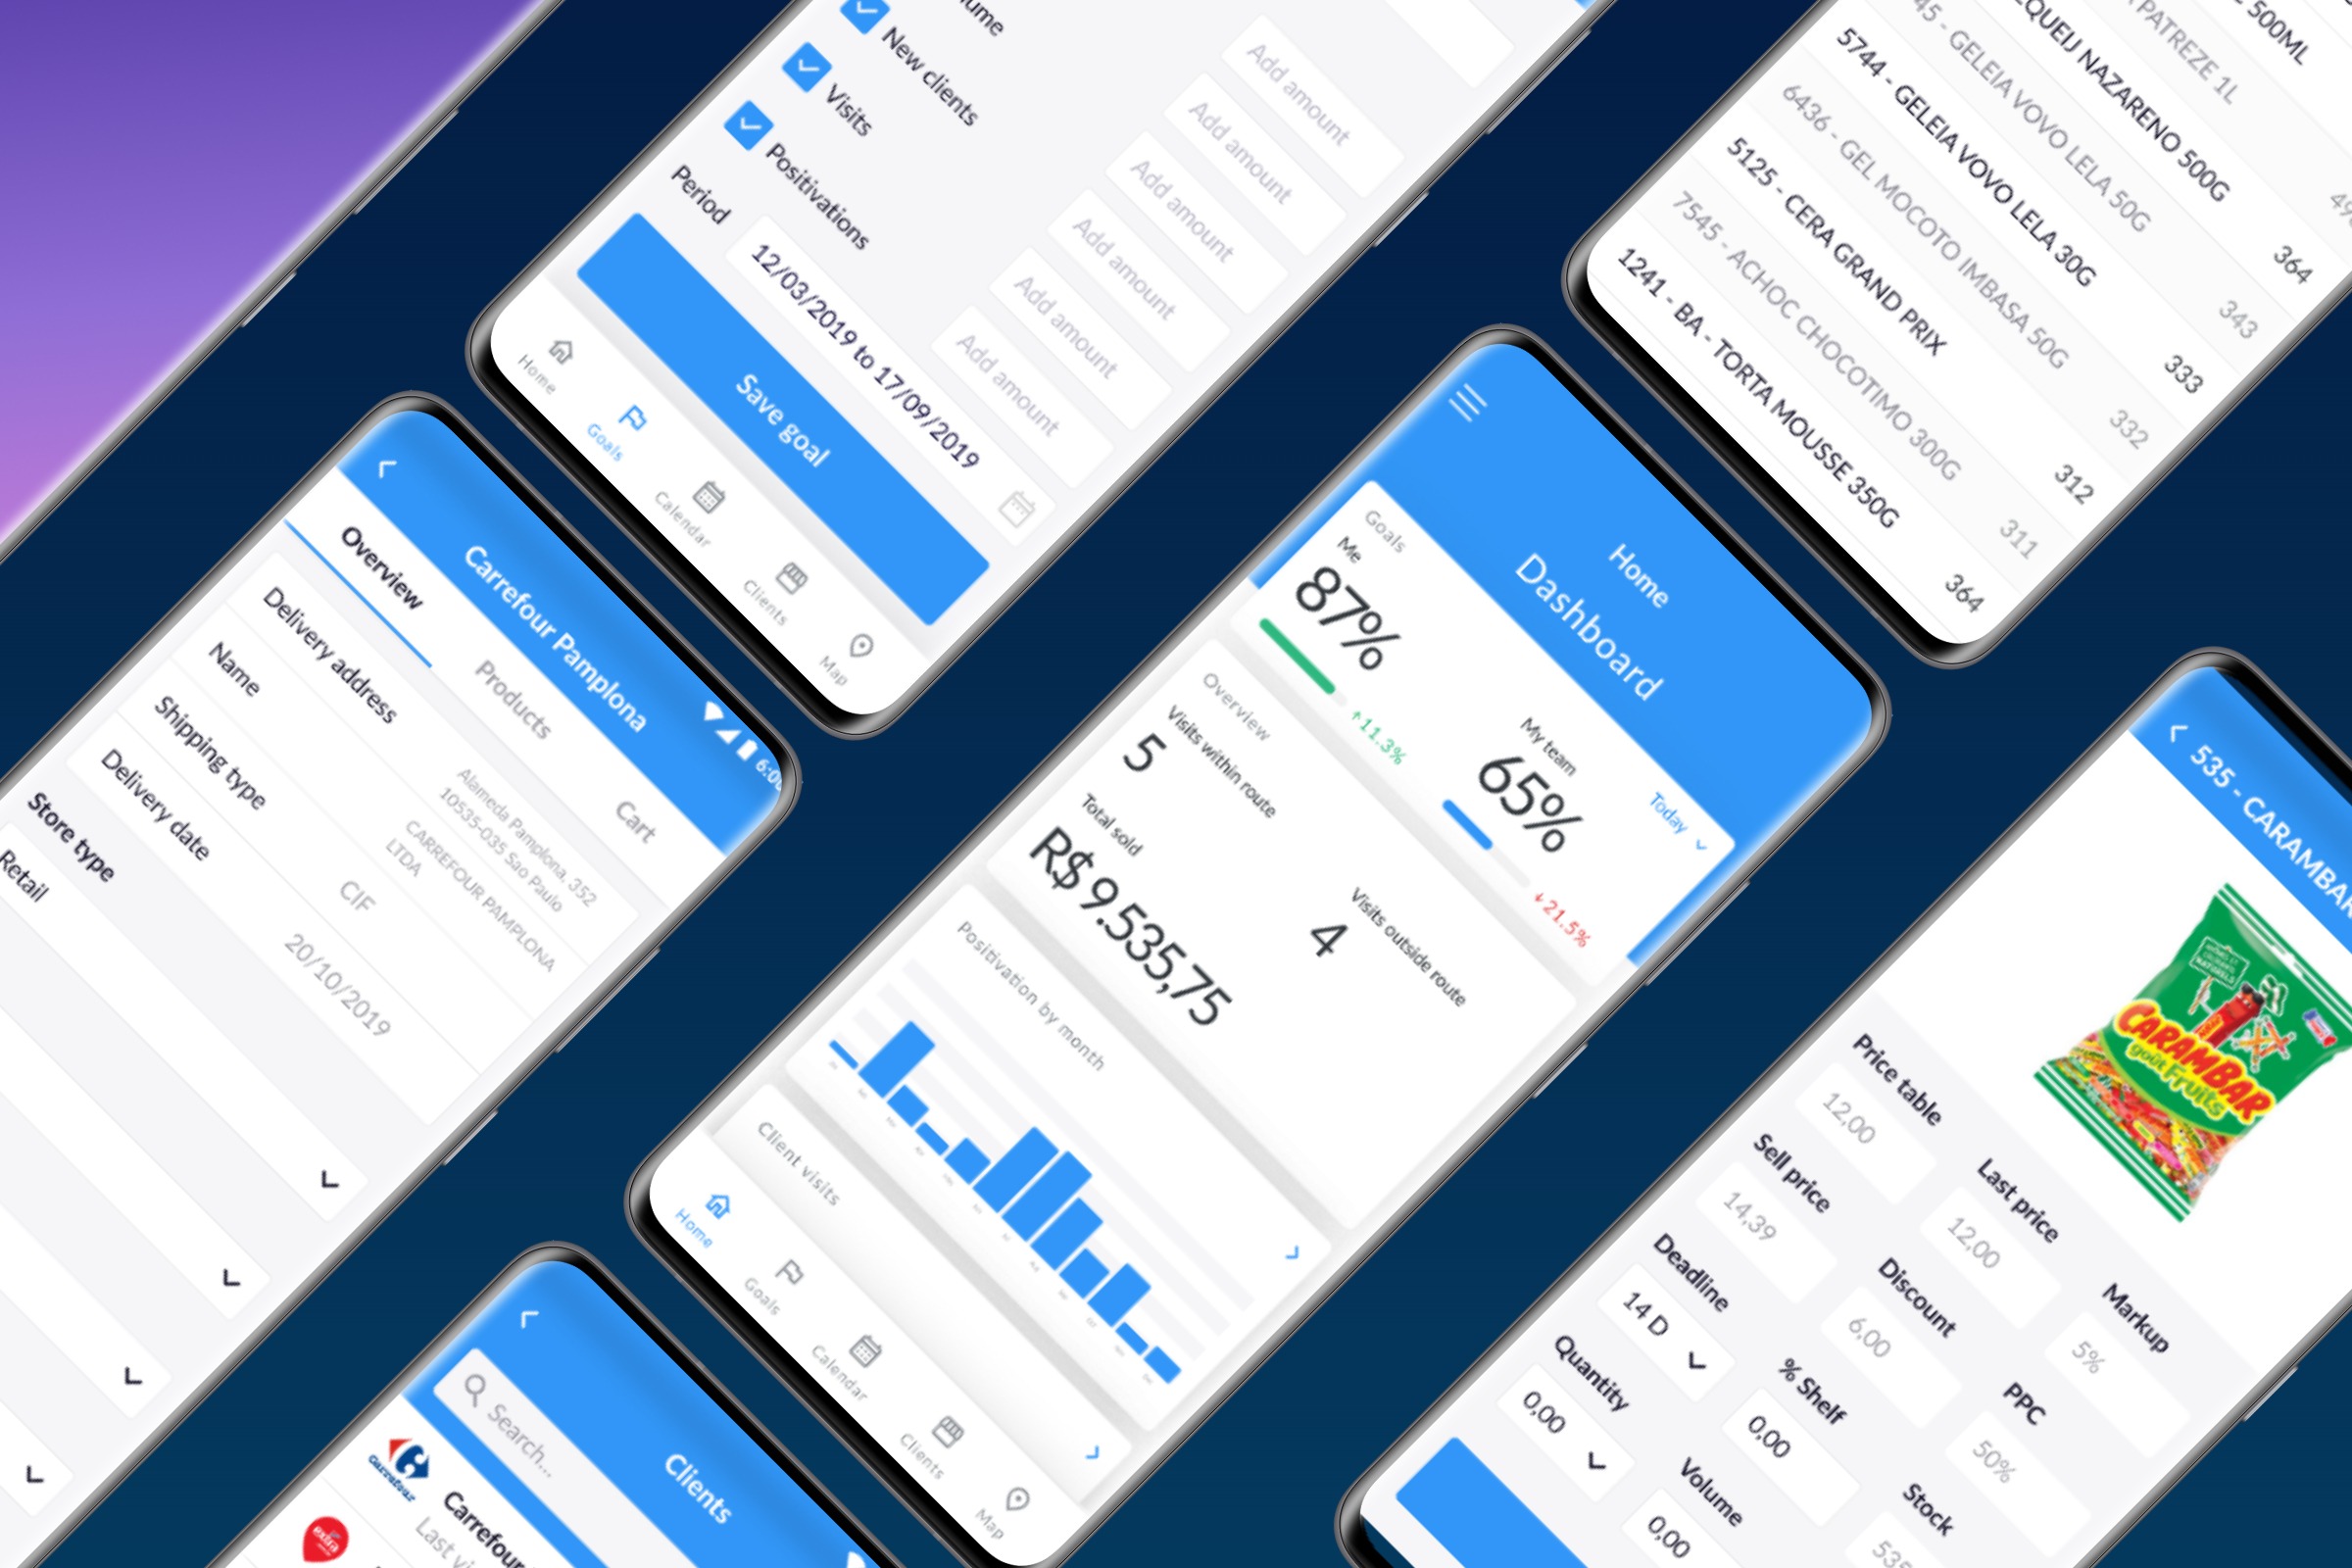 New clients
Visits
Positivations
Add amount
Add amount
Add amount
Add amount
Add amount
Add amount
Period
12/03/2019 to 17/09/2019
Save goal
Home
Goals
Calendar
Clients
Map
PATREZE 1L
NAZARENO 500G
364
GELEIA VOVO LELA 50G
343
5744 - GELEIA VOVO LELA 30G
333
6436 - GEL MOCOTO IMBASA 50G
332
5125 - CERA GRAND PRIX
312
7545 - ACHOC CHOCOTIMO 300G
311
1241 - BA - TORTA MOUSSE 350G
364
Carrefour Pamplona
Overview
Products
Cart
Delivery address
Alameda Pamplona, 352
10535-035 Sao Paulo
Name
CARREFOUR PAMPLONA
LTDA
Shipping type
CIF
Delivery date
20/10/2019
Store type
Retail
Home
Dashboard
Goals
Today
Me
87%
↑11.3%
My team
65%
↓21.5%
Overview
Visits within route
5
Visits outside route
4
Total sold
R$ 9.535,75
Positivation by month
Client visits
Home
Goals
Calendar
Clients
Map
Clients
Search...
Carrefour
extra
535 - CARAMBAR
CARAMBAR
goût Fruits
Price table
12,00
Last price
12,00
Markup
5%
Sell price
14,39
Discount
6,00
PPC
50%
Deadline
14 D
% Shelf
0,00
Stock
Quantity
0,00
Volume
0,00